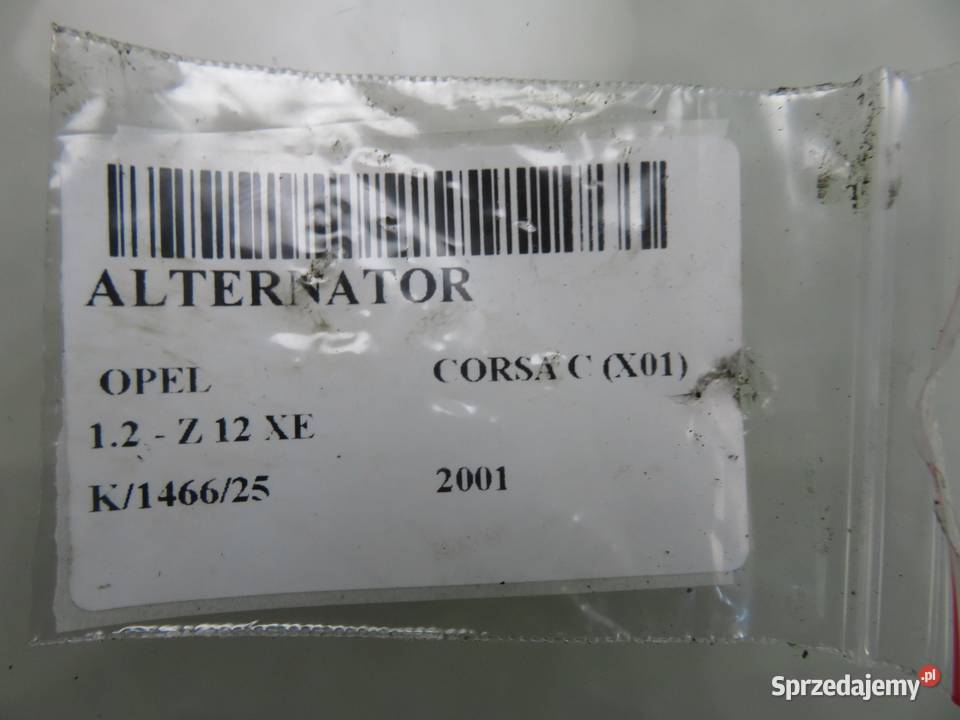 ALTERNATOR
OPEL CORSA C (X01)
1.2 - Z 12 XE
K/1466/25 2001
Sprzedajemy.pl